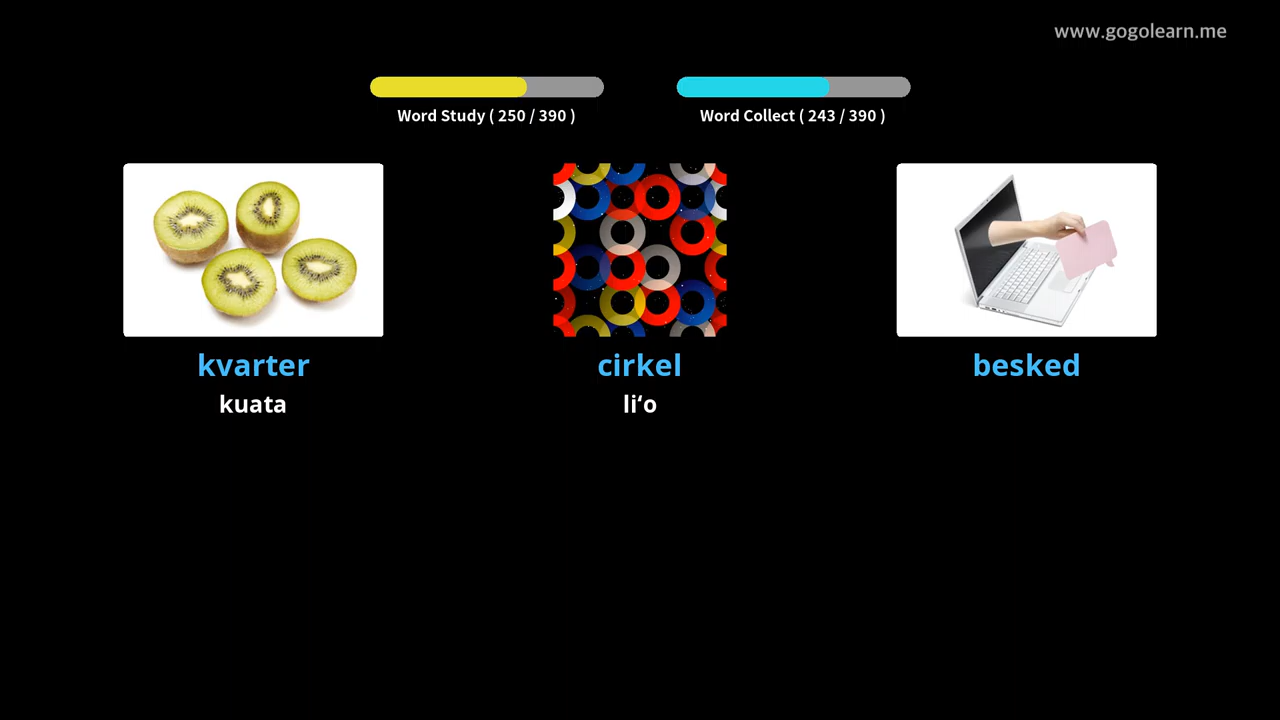 www.gogolearn.me
Word Study ( 250 / 390 )
Word Collect ( 243 / 390 )
kvarter
cirkel
besked
kuata
liʻo